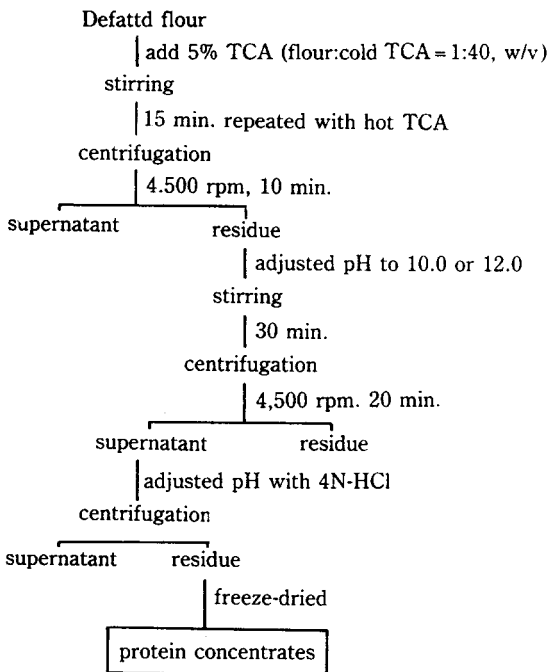 Defattd flour
add 5% TCA (flour:cold TCA=1:40, w/v)
stirring
15 min. repeated with hot TCA
centrifugation
4.500 rpm, 10 min.
supernatant residue
adjusted pH to 10.0 or 12.0
stirring
30 min.
centrifugation
4,500 rpm. 20 min.
supernatant residue
adjusted pH with 4N-HCl
centrifugation
supernatant residue
freeze-dried
protein concentrates